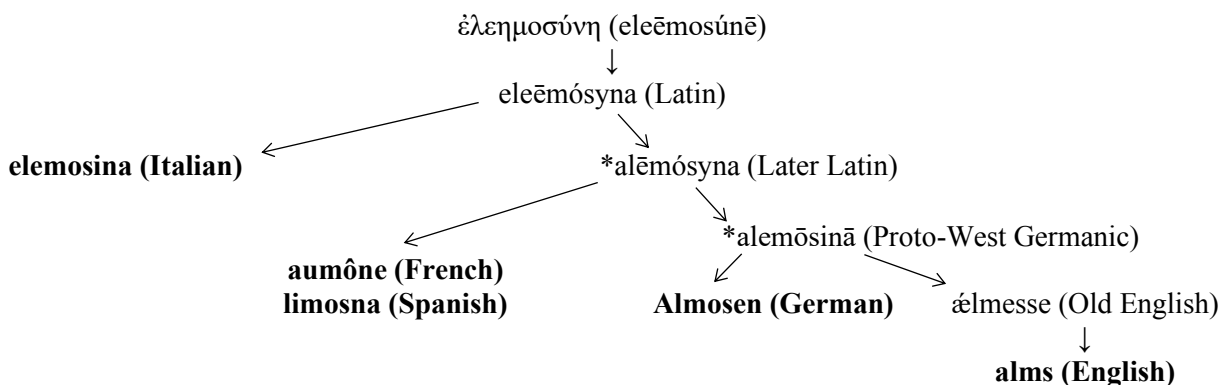 ἐλεημοσύνη (eleēmosúnē)
↓
eleēmósyna (Latin)
elemosina (Italian)
*alēmósyna (Later Latin)
*alemōsinā (Proto-West Germanic)
aumône (French)
limosna (Spanish)
Almosen (German)
ǽlmesse (Old English)
↓
alms (English)